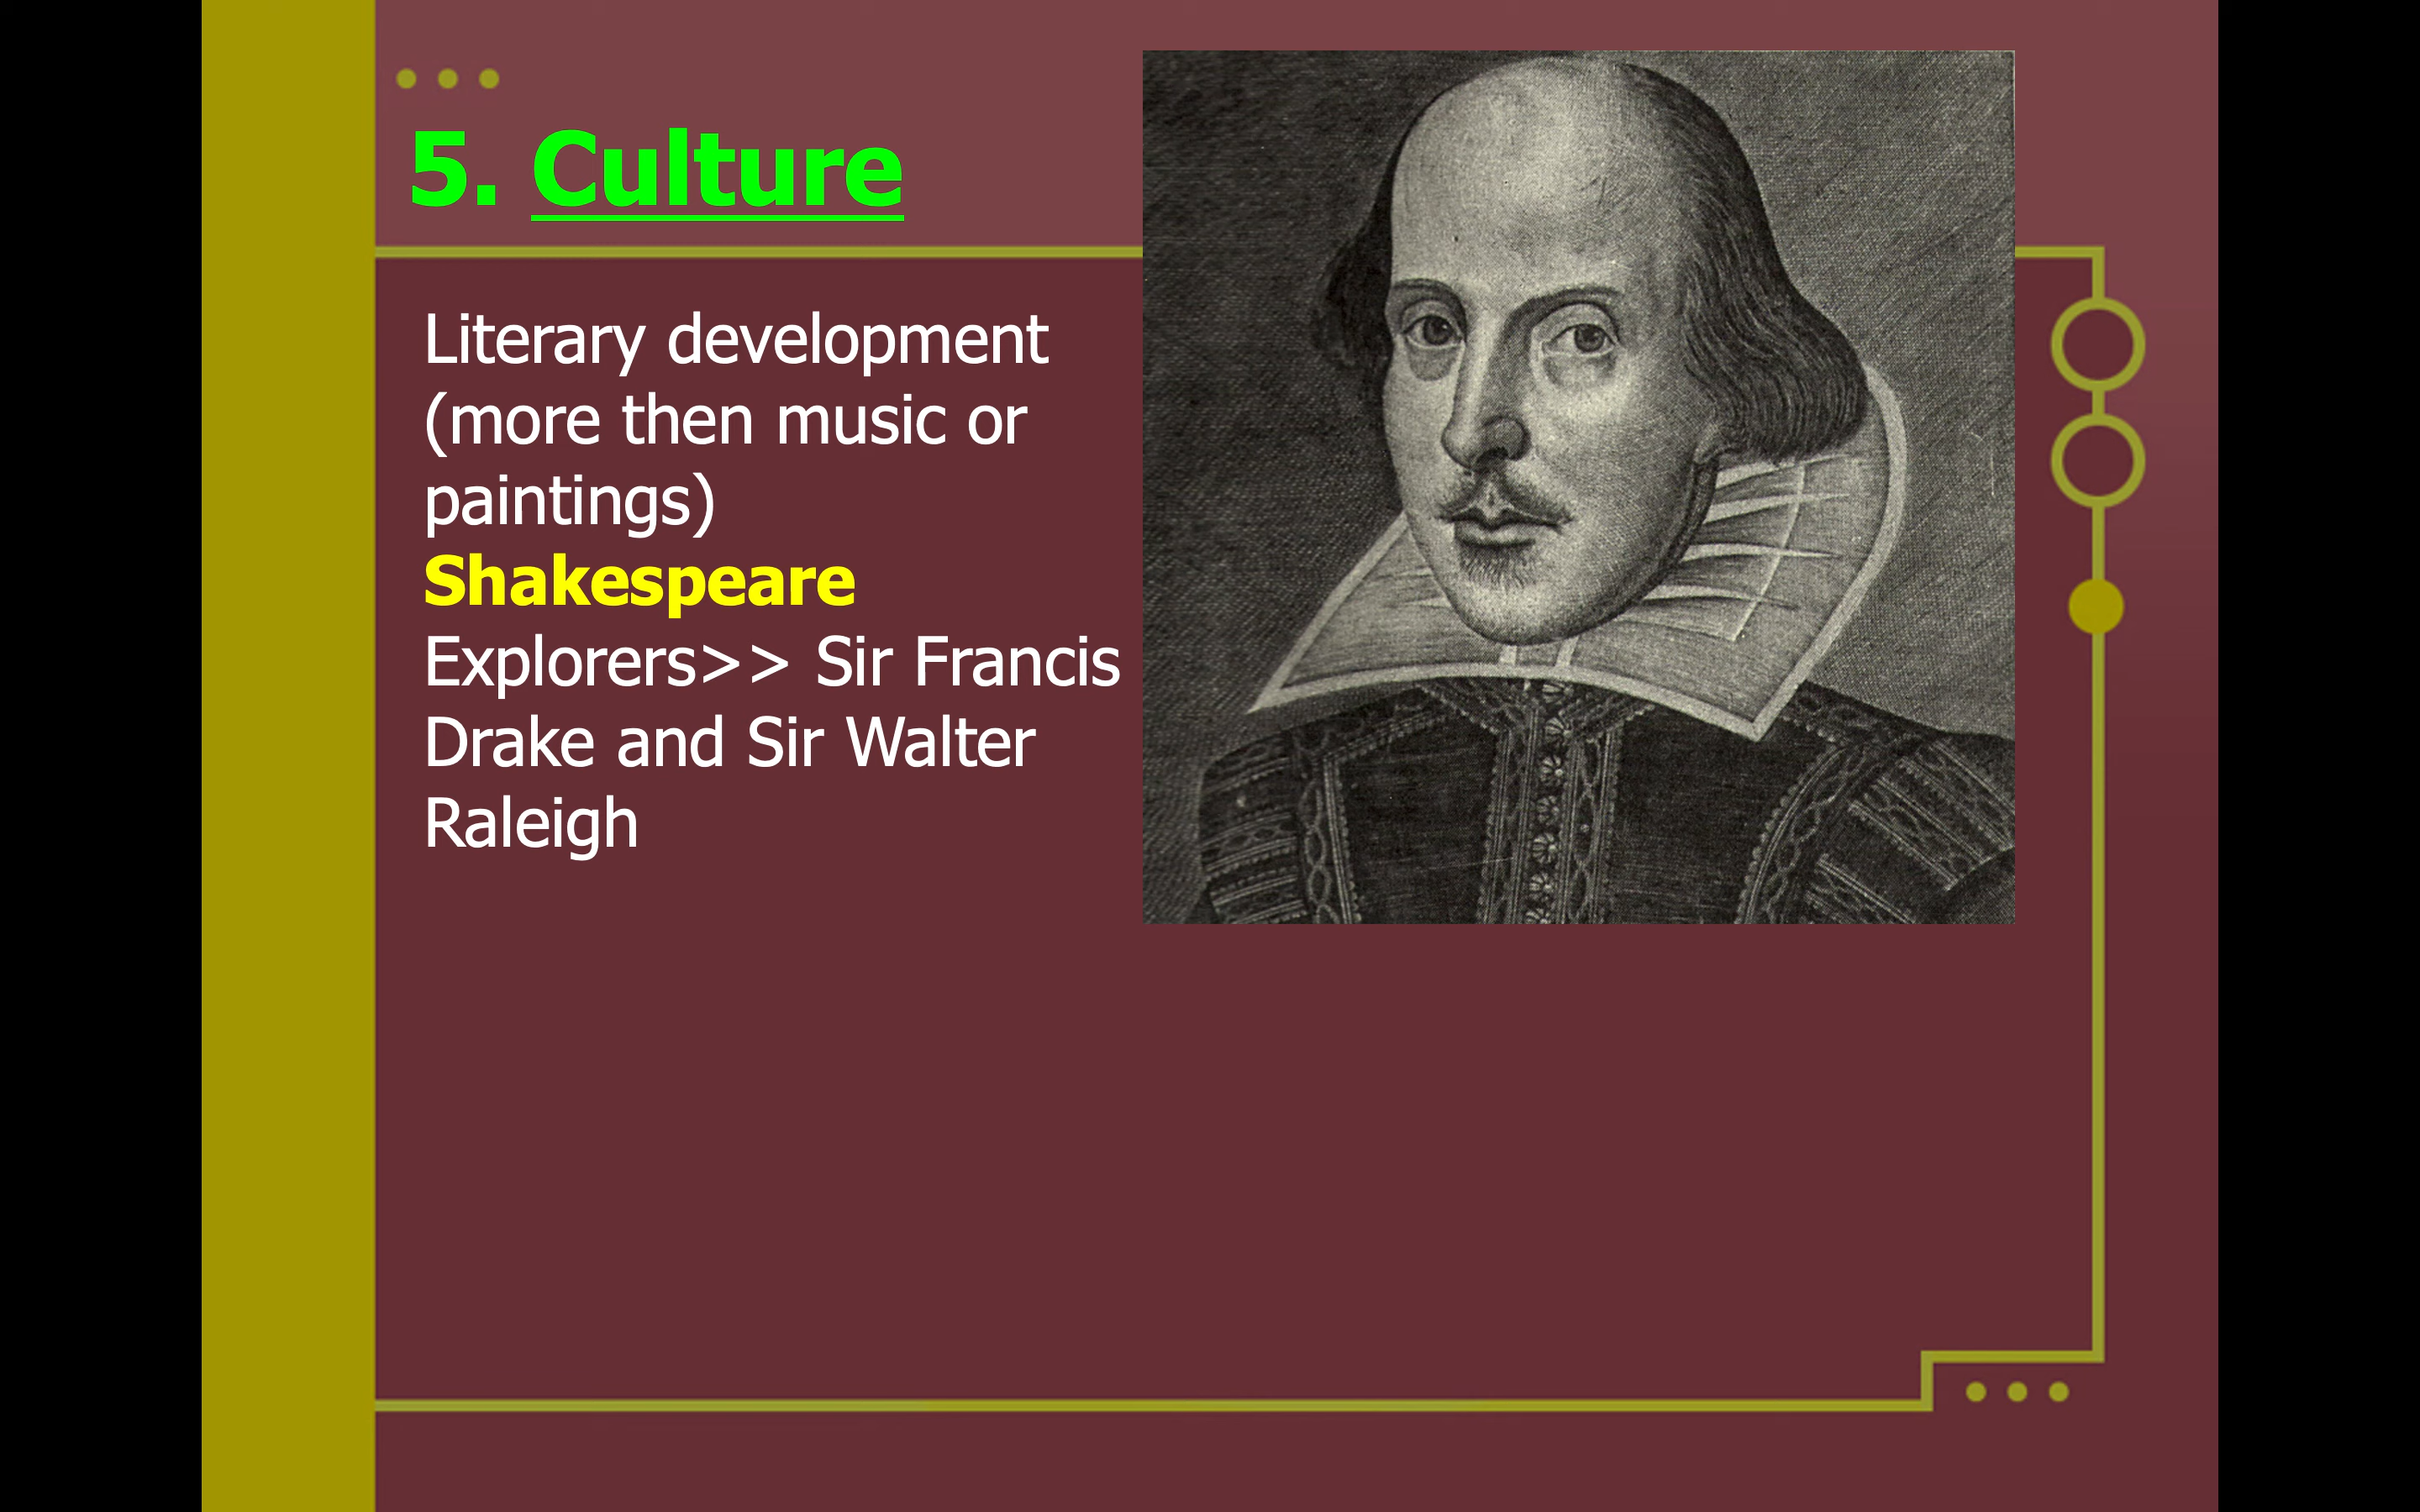 5. Culture
Literary development
(more then music or
paintings)
Shakespeare
Explorers>> Sir Francis
Drake and Sir Walter
Raleigh